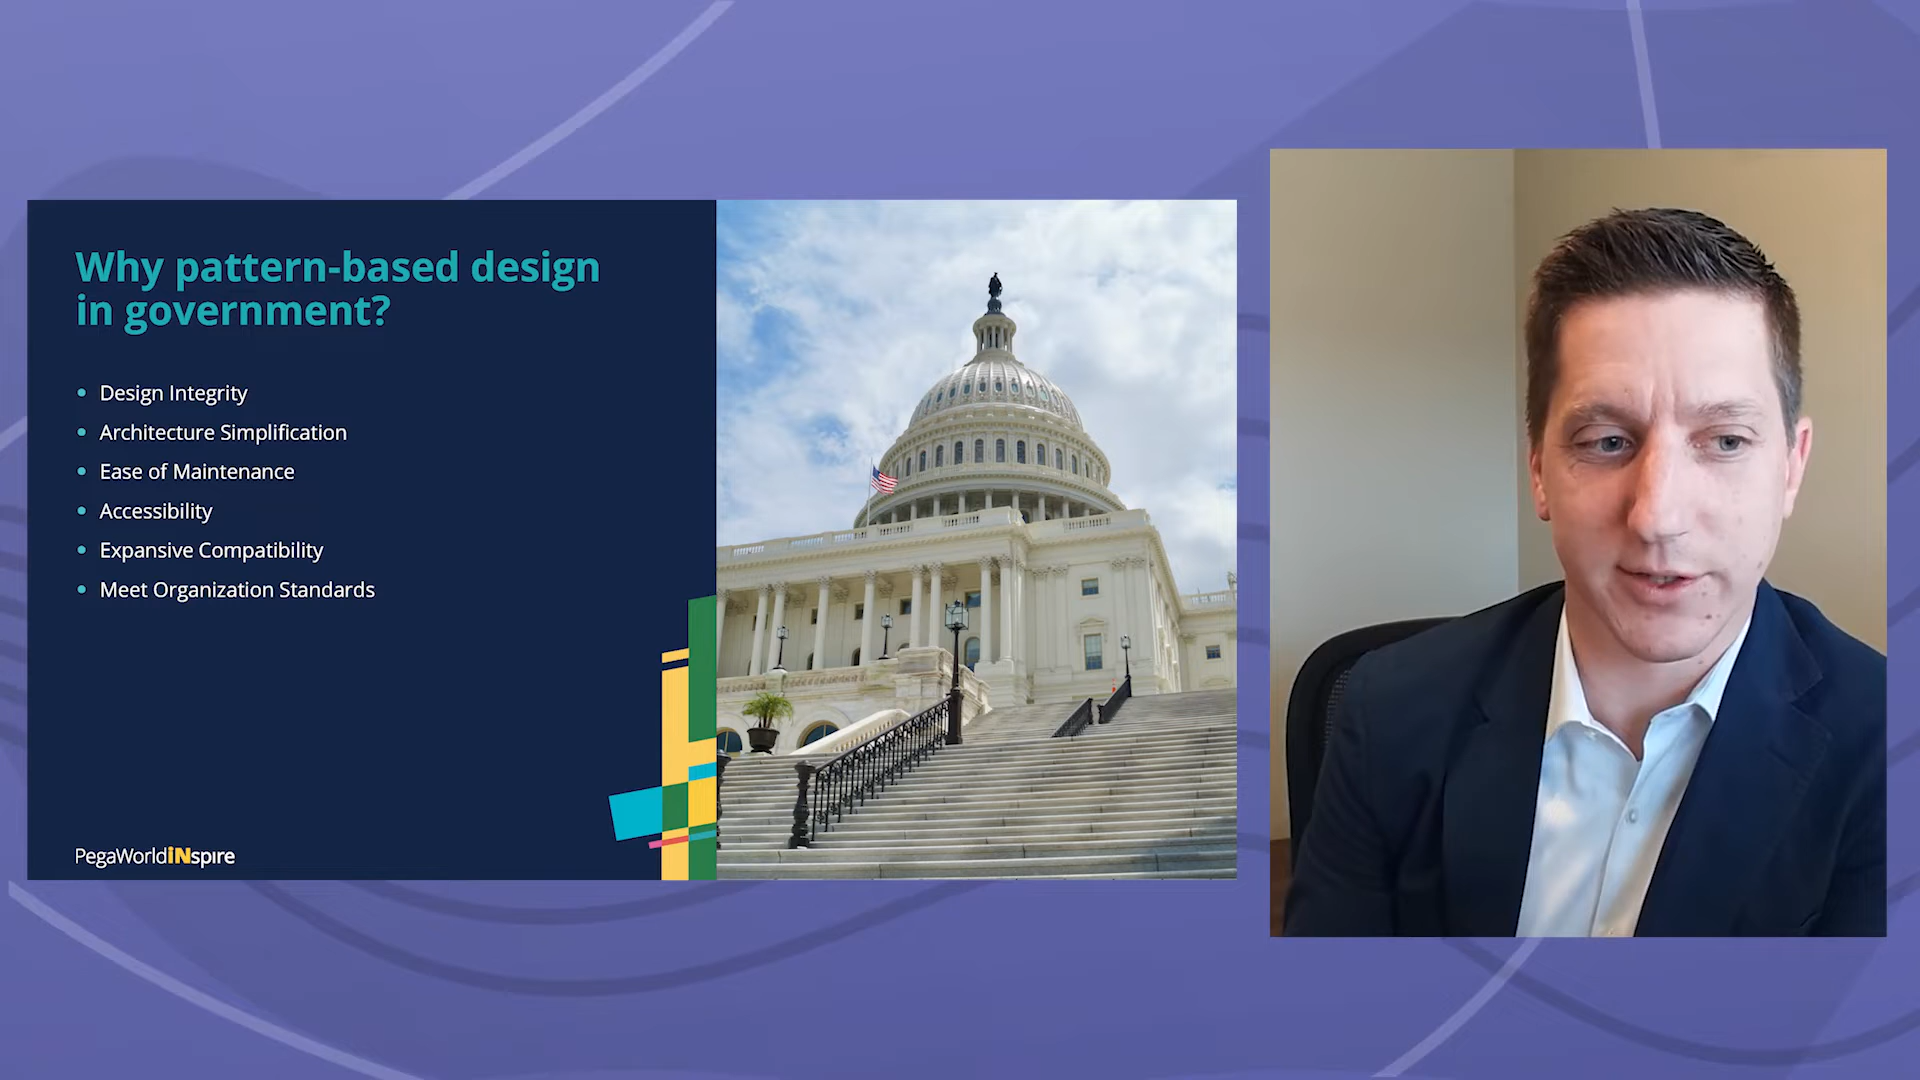 Why pattern-based design
in government?
• Design Integrity
• Architecture Simplification
• Ease of Maintenance
• Accessibility
• Expansive Compatibility
• Meet Organization Standards
PegaWorldiNspire